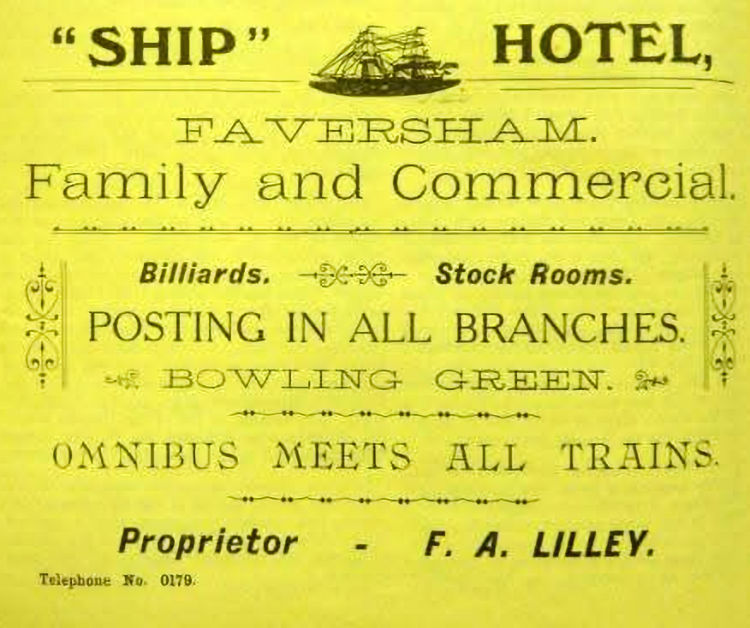 "SHIP" HOTEL,
FAVERSHAM.
Family and Commercial.
Billiards. Stock Rooms.
POSTING IN ALL BRANCHES.
BOWLING GREEN.
OMNIBUS MEETS ALL TRAINS.
Proprietor - F. A. LILLEY.
Telephone No. 0179.